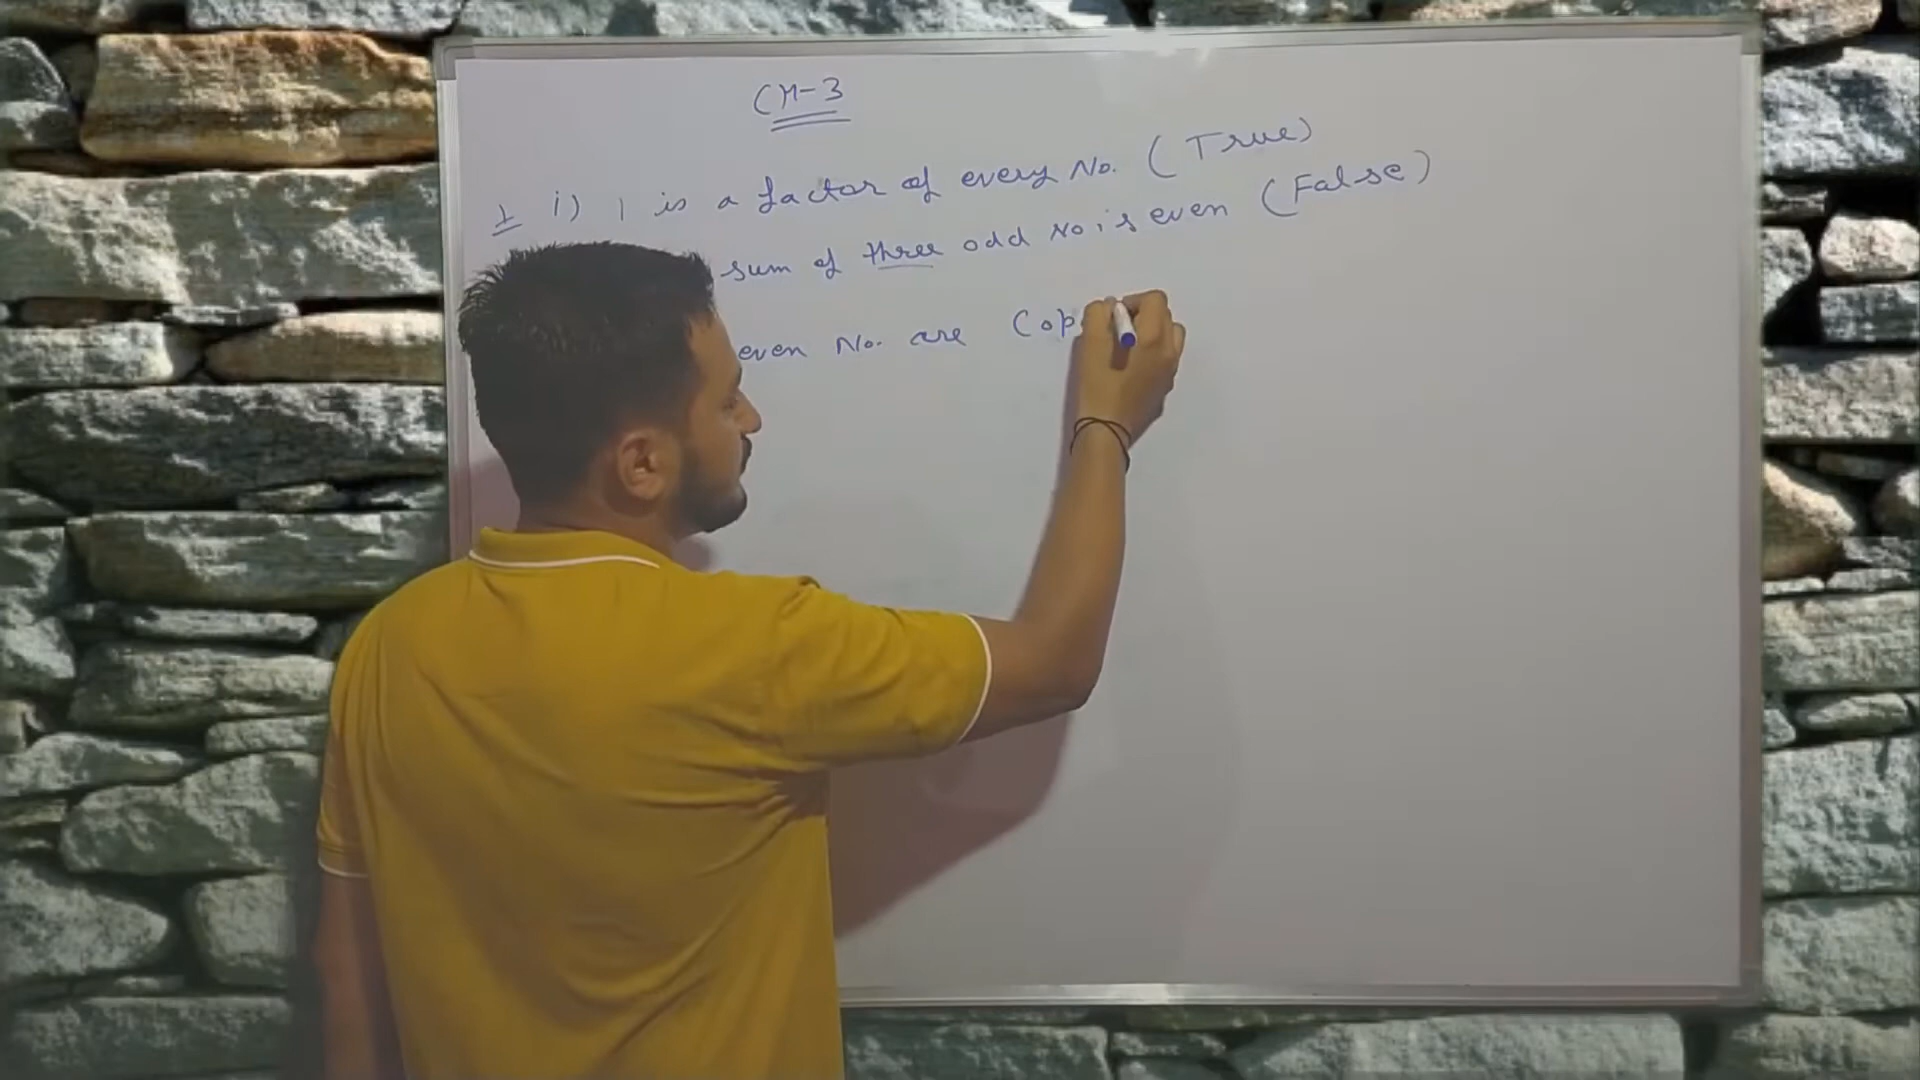 CH-3
1 i) 1 is a factor of every No. (True)
sum of three odd No is even (False)
even No. are Cop